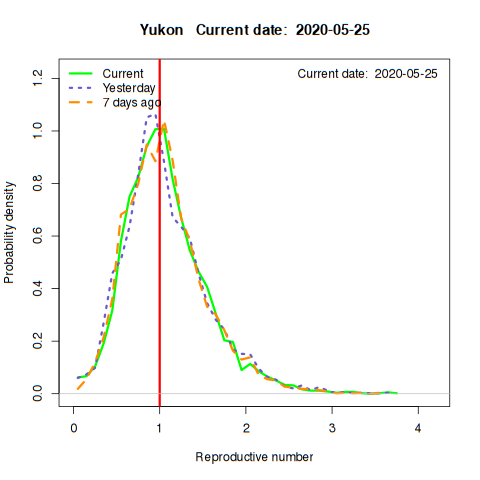 Yukon   Current date:  2020-05-25
Current date:  2020-05-25
Current
Yesterday
7 days ago
Probability density
0.0
0.2
0.4
0.6
0.8
1.0
1.2
0 1 2 3 4
Reproductive number